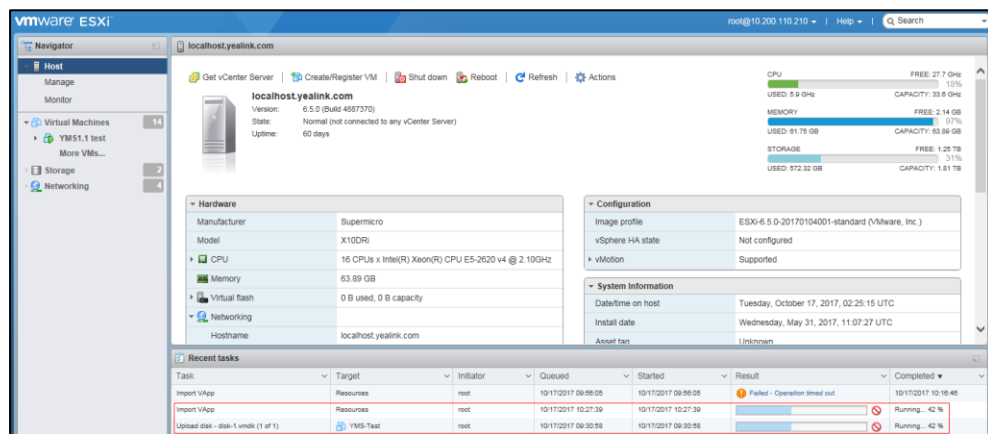 vmware ESXi
root@10.200.110.210 | Help | Search
Navigator
Host
Manage
Monitor
Virtual Machines 14
YMS1.1 test
More VMs...
Storage 2
Networking 4
localhost.yealink.com
Get vCenter Server | Create/Register VM | Shut down Reboot | Refresh | Actions
localhost.yealink.com
Version: 6.5.0 (Build 4887370)
State: Normal (not connected to any vCenter Server)
Uptime: 60 days
CPU FREE: 27.7 GHz
18%
USED: 5.9 GHz CAPACITY: 33.6 GHz
MEMORY FREE: 2.14 GB
97%
USED: 61.75 GB CAPACITY: 63.89 GB
STORAGE FREE: 1.25 TB
31%
USED: 572.32 GB CAPACITY: 1.81 TB
Hardware
Manufacturer Supermicro
Model X10DRi
CPU 16 CPUs x Intel(R) Xeon(R) CPU E5-2620 v4 @ 2.10GHz
Memory 63.89 GB
Virtual flash 0 B used, 0 B capacity
Networking
Hostname localhost.yealink.com
Configuration
Image profile ESXi-6.5.0-20170104001-standard (VMware, Inc.)
vSphere HA state Not configured
vMotion Supported
System Information
Date/time on host Tuesday, October 17, 2017, 02:25:15 UTC
Install date Wednesday, May 31, 2017, 11:07:27 UTC
Asset tag Unknown
Recent tasks
Task Target Initiator Queued Started Result Completed
Import VApp Resources root 10/17/2017 09:56:05 10/17/2017 09:56:05 Failed - Operation timed out. 10/17/2017 10:16:46
Import VApp Resources root 10/17/2017 10:27:39 10/17/2017 10:27:39 Running... 42 %
Upload disk - disk-1.vmdk (1 of 1) YMS-Test root 10/17/2017 09:30:58 10/17/2017 09:30:58 Running... 42 %